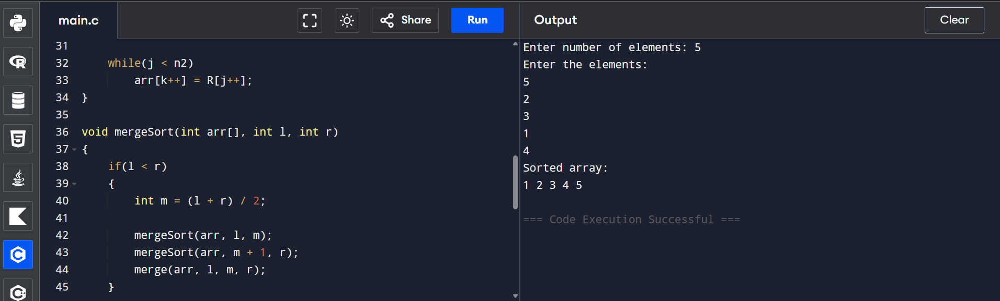 main.c
Share
Run
Output
Clear
31
32 while(j < n2)
33 arr[k++] = R[j++];
34 }
35
36 void mergeSort(int arr[], int l, int r)
37 {
38 if(l < r)
39 {
40 int m = (l + r) / 2;
41
42 mergeSort(arr, l, m);
43 mergeSort(arr, m + 1, r);
44 merge(arr, l, m, r);
45 }
Enter number of elements: 5
Enter the elements:
5
2
3
1
4
Sorted array:
1 2 3 4 5
=== Code Execution Successful ===
R
5
C
C++